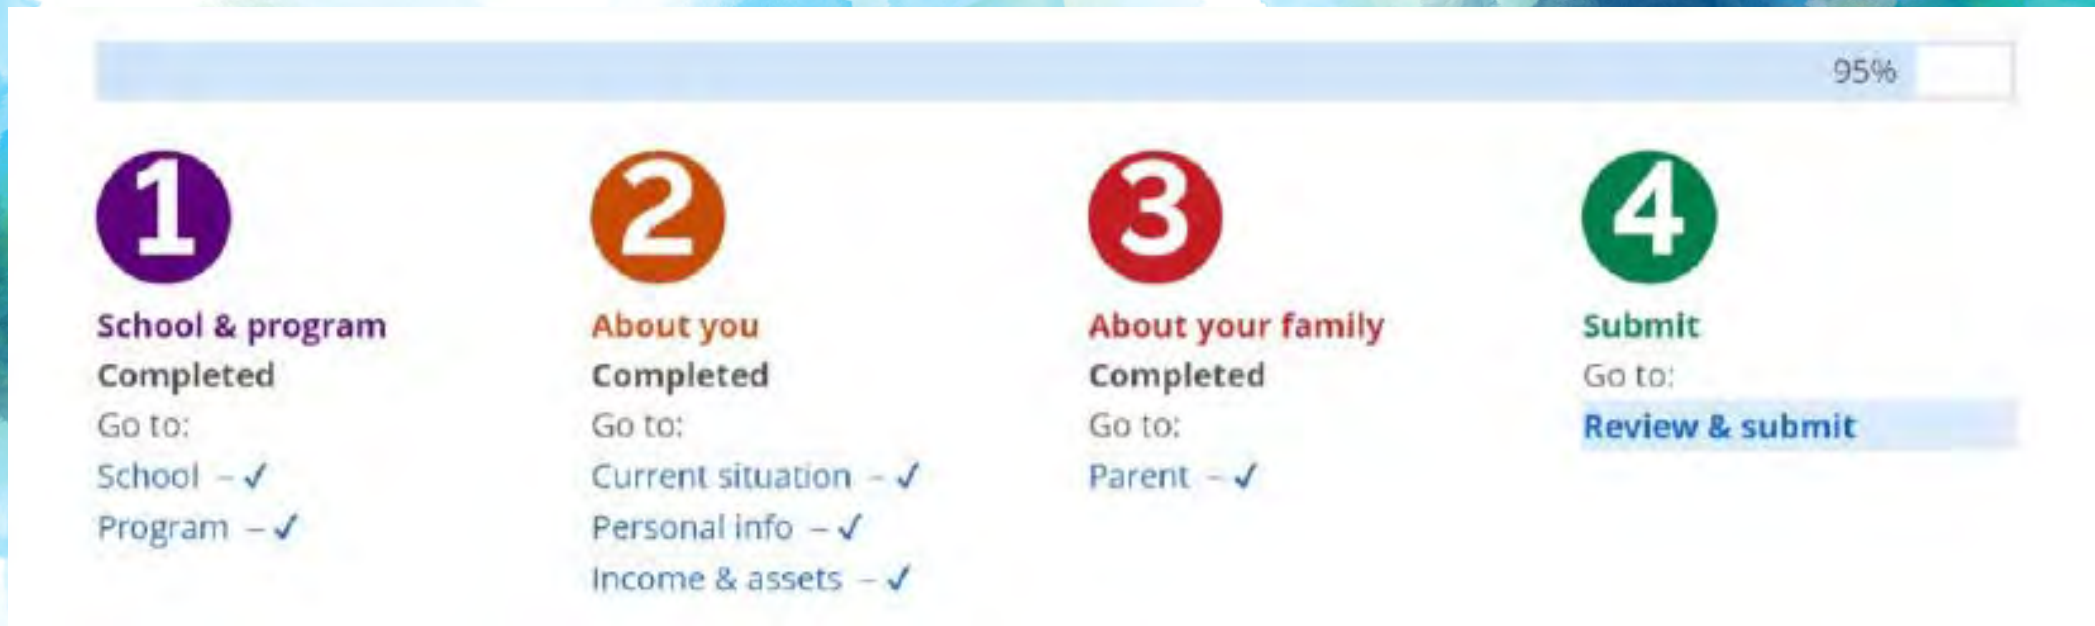 95%
1
School & program
Completed
Go to:
School – ✓
Program – ✓
2
About you
Completed
Go to:
Current situation – ✓
Personal info – ✓
Income & assets – ✓
3
About your family
Completed
Go to:
Parent – ✓
4
Submit
Go to:
Review & submit